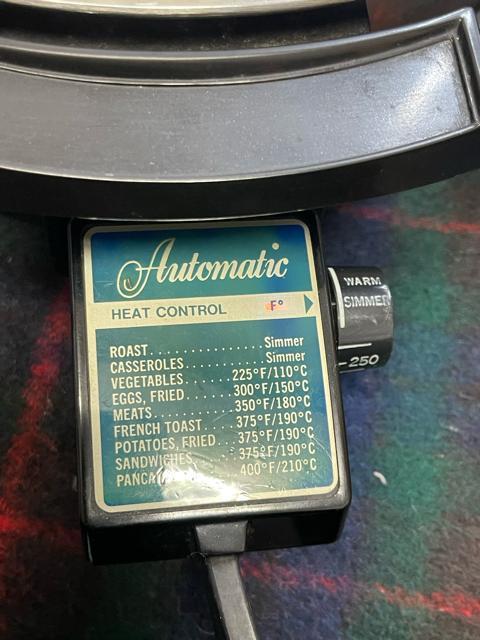 Automatic
HEAT CONTROL F°
ROAST..............Simmer
CASSEROLES..........Simmer
VEGETABLES......225°F/110°C
EGGS, FRIED.....300°F/150°C
MEATS...........350°F/180°C
FRENCH TOAST....375°F/190°C
POTATOES, FRIED..375°F/190°C
SANDWICHES......375°F/190°C
400°F/210°C
WARM
SIMMER
-250